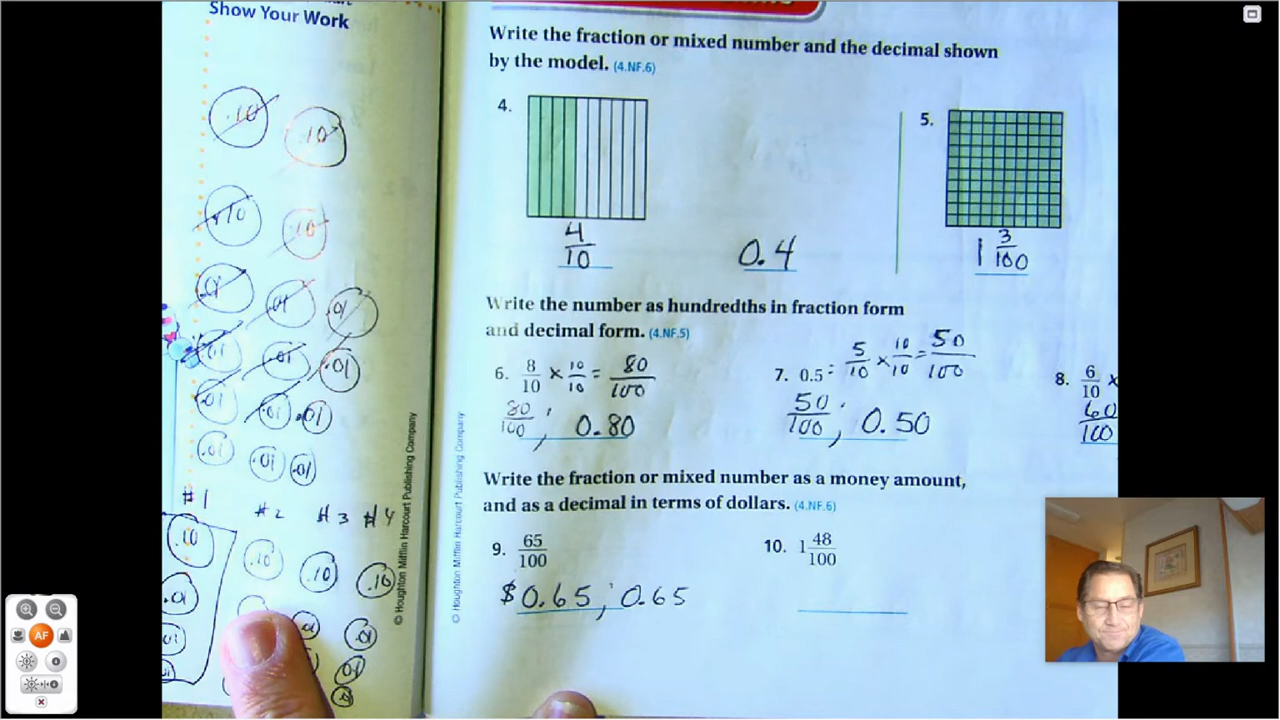 Show Your Work
.10
.10
.10
.10
.01
.01
.01
.01
.01
.01
.01
.01
.01
.01
.01
.01
#1
#2
#3
#4
.10
.10
.10
.10
.01
.01
.01
.01
.01
© Houghton Mifflin Harcourt Publishing Company
© Houghton Mifflin Harcourt Publishing Company
Write the fraction or mixed number and the decimal shown
by the model. (4.NF.6)
4.
4/10
0.4
5.
1 3/100
Write the number as hundredths in fraction form
and decimal form. (4.NF.5)
6. 8/10 × 10/10 = 80/100
80/100 ; 0.80
7. 0.5 = 5/10 × 10/10 = 50/100
50/100 ; 0.50
8. 6/10 ×
60/100
Write the fraction or mixed number as a money amount,
and as a decimal in terms of dollars. (4.NF.6)
9. 65/100
$0.65; 0.65
10. 1 48/100
AF